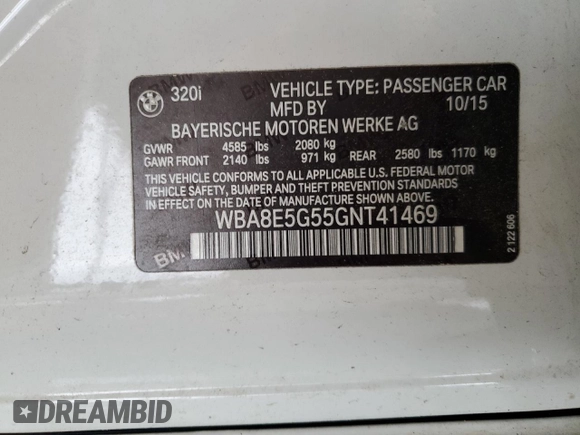 320i VEHICLE TYPE: PASSENGER CAR
MFD BY 10/15
BAYERISCHE MOTOREN WERKE AG
GVWR 4585 lbs 2080 kg
GAWR FRONT 2140 lbs 971 kg REAR 2580 lbs 1170 kg
THIS VEHICLE CONFORMS TO ALL APPLICABLE U.S. FEDERAL MOTOR
VEHICLE SAFETY, BUMPER AND THEFT PREVENTION STANDARDS
IN EFFECT ON THE DATE OF MANUFACTURE SHOWN ABOVE.
WBA8E5G55GNT41469
2 122 606
#DREAMBID